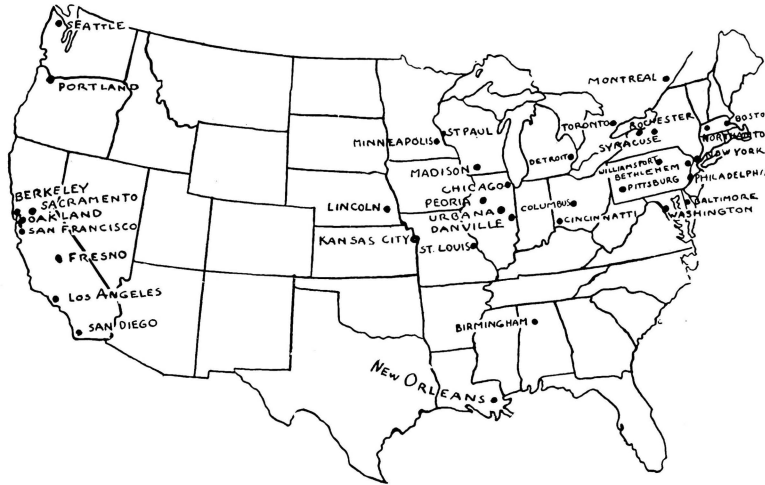 SEATTLE
PORTLAND
MONTREAL
TORONTO
ROCHESTER
BOSTO
SYRACUSE
NORTHAMTO
MINNEAPOLIS
ST PAUL
DETROIT
WILLIAMSPORT
NEW YORK
BETHLEHEM
MADISON
PITTSBURG
PHILADELPHI
CHICAGO
PEORIA
BERKELEY
SACRAMENTO
OAKLAND
SAN FRANCISCO
LINCOLN
URBANA
DANVILLE
COLUMBUS
CINCINNATTI
BALTIMORE
WASHINGTON
KANSAS CITY
ST. LOUIS
FRESNO
LOS ANGELES
SAN DIEGO
BIRMINGHAM
NEW ORLEANS